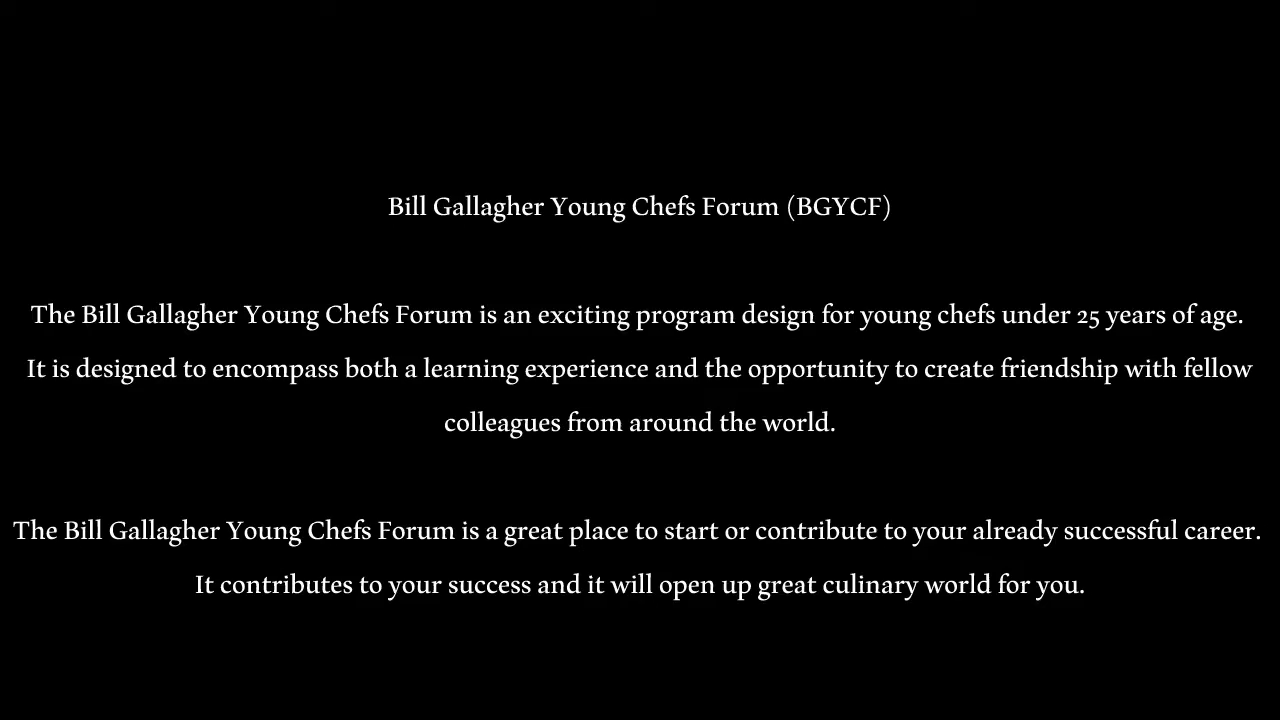 Bill Gallagher Young Chefs Forum (BGYCF)
The Bill Gallagher Young Chefs Forum is an exciting program design for young chefs under 25 years of age.
It is designed to encompass both a learning experience and the opportunity to create friendship with fellow
colleagues from around the world.
The Bill Gallagher Young Chefs Forum is a great place to start or contribute to your already successful career.
It contributes to your success and it will open up great culinary world for you.